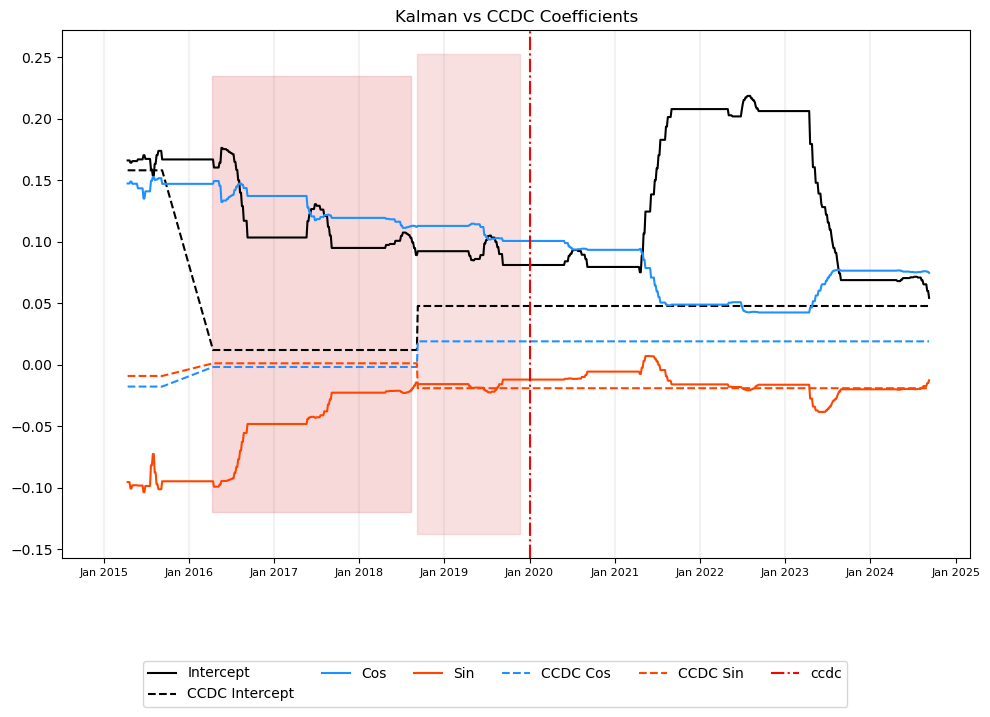 Kalman vs CCDC Coefficients
0.25
0.20
0.15
0.10
0.05
0.00
−0.05
−0.10
−0.15
Jan 2015 Jan 2016 Jan 2017 Jan 2018 Jan 2019 Jan 2020 Jan 2021 Jan 2022 Jan 2023 Jan 2024 Jan 2025
Intercept Cos Sin CCDC Cos CCDC Sin ccdc
CCDC Intercept